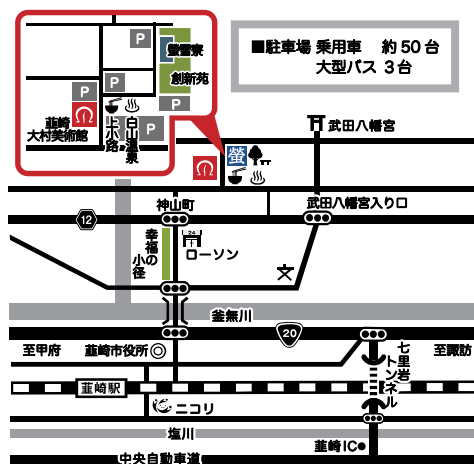 ■駐車場 乗用車 約50台
大型バス 3台
P
P
P
P
P
P
螢雪寮
創新苑
韮崎
大村美術館
上小路
白山温泉
螢
武田八幡宮
12
神山町
武田八幡宮入り口
幸福の
小径
24
ローソン
釜無川
20
至甲府
韮崎市役所
七里岩
トンネル
至諏訪
韮崎駅
ニコリ
塩川
韮崎IC
中央自動車道